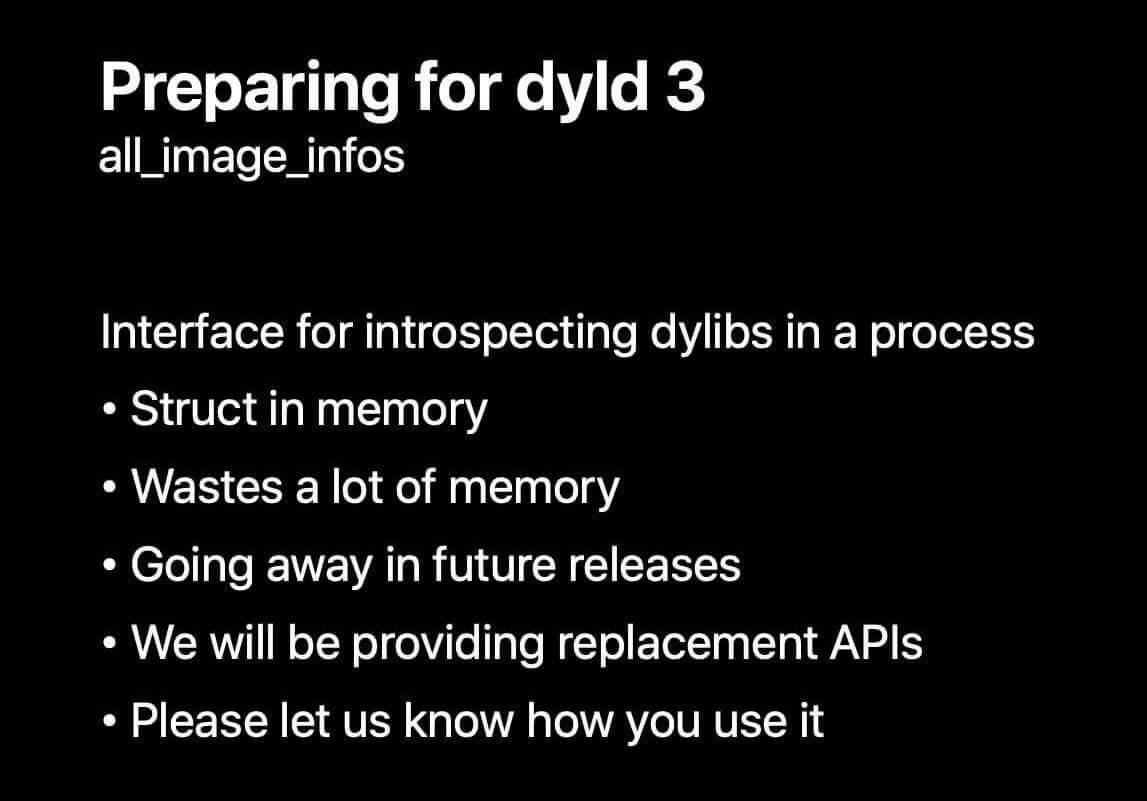 Preparing for dyld 3
all_image_infos
Interface for introspecting dylibs in a process
• Struct in memory
• Wastes a lot of memory
• Going away in future releases
• We will be providing replacement APIs
• Please let us know how you use it